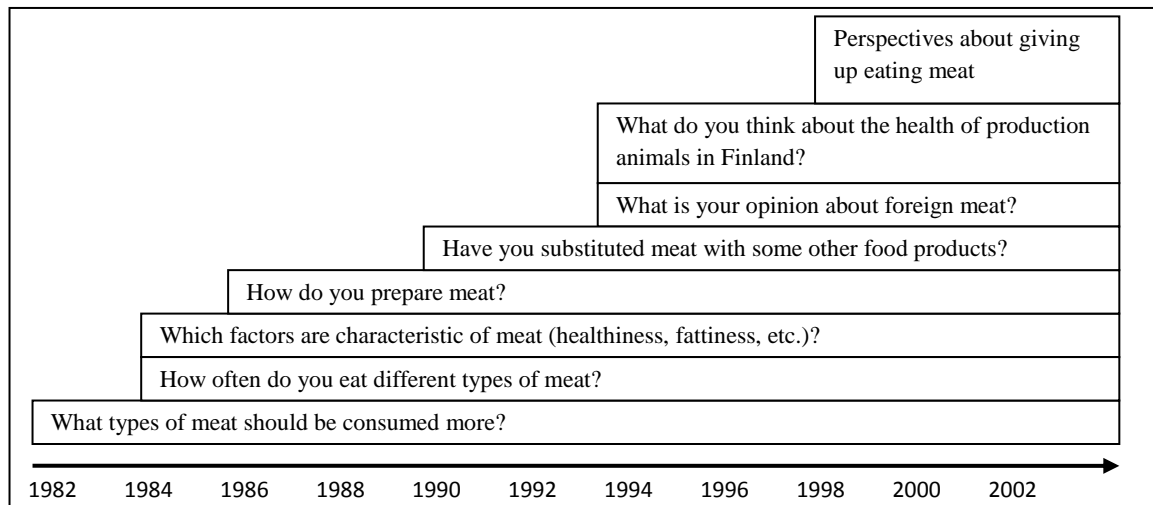 Perspectives about giving
up eating meat
What do you think about the health of production
animals in Finland?
What is your opinion about foreign meat?
Have you substituted meat with some other food products?
How do you prepare meat?
Which factors are characteristic of meat (healthiness, fattiness, etc.)?
How often do you eat different types of meat?
What types of meat should be consumed more?
1982 1984 1986 1988 1990 1992 1994 1996 1998 2000 2002